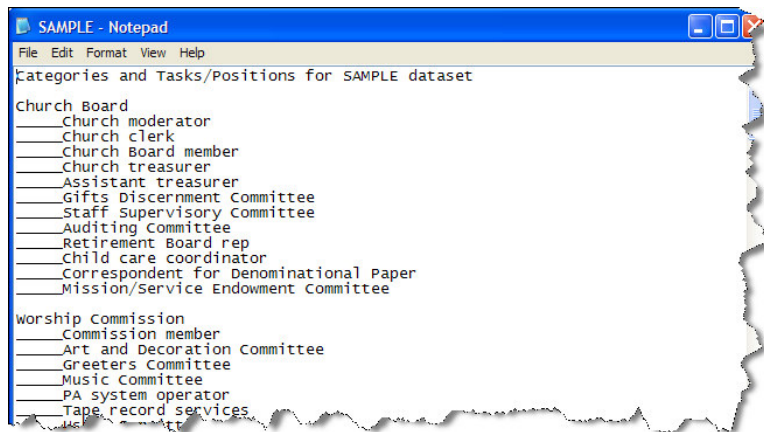 SAMPLE - Notepad
File Edit Format View Help
Categories and Tasks/Positions for SAMPLE dataset
Church Board
_____Church moderator
_____Church clerk
_____Church Board member
_____Church treasurer
_____Assistant treasurer
_____Gifts Discernment Committee
_____Staff Supervisory Committee
_____Auditing Committee
_____Retirement Board rep
_____Child care coordinator
_____Correspondent for Denominational Paper
_____Mission/Service Endowment Committee
Worship Commission
_____Commission member
_____Art and Decoration Committee
_____Greeters Committee
_____Music Committee
_____PA system operator
_____Tape record services